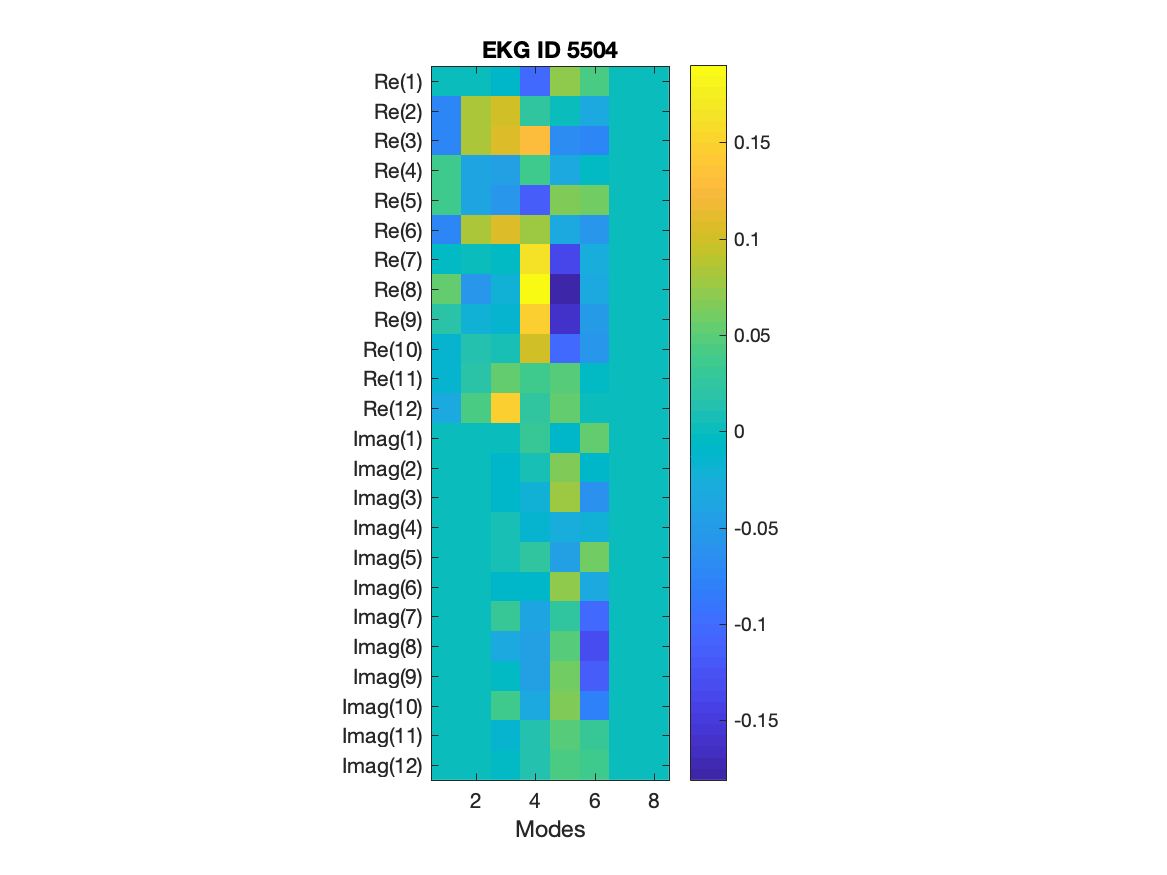 EKG ID 5504
Re(1)
Re(2)
Re(3)
Re(4)
Re(5)
Re(6)
Re(7)
Re(8)
Re(9)
Re(10)
Re(11)
Re(12)
Imag(1)
Imag(2)
Imag(3)
Imag(4)
Imag(5)
Imag(6)
Imag(7)
Imag(8)
Imag(9)
Imag(10)
Imag(11)
Imag(12)
2 4 6 8
Modes
0.15
0.1
0.05
0
-0.05
-0.1
-0.15